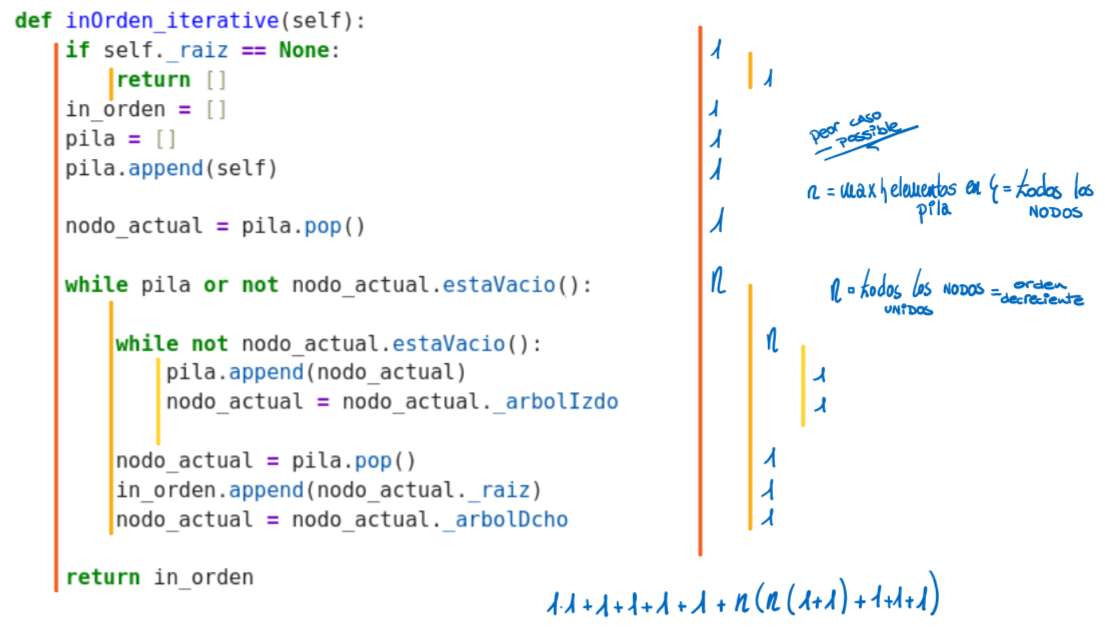 def inOrden_iterative(self):
if self._raiz == None: 1
return [] 1
in_orden = [] 1
pila = [] 1
pila.append(self) 1
peor caso
possible
n = max elementos en pila = todos los NODOS
nodo_actual = pila.pop() 1
while pila or not nodo_actual.estaVacio(): n
n = todos los NODOS UNIDOS = orden decreciente
while not nodo_actual.estaVacio(): n
pila.append(nodo_actual) 1
nodo_actual = nodo_actual._arbolIzdo 1
nodo_actual = pila.pop() 1
in_orden.append(nodo_actual._raiz) 1
nodo_actual = nodo_actual._arbolDcho 1
return in_orden
1·1+1+1+1+1+n(n(1+1)+1+1+1)